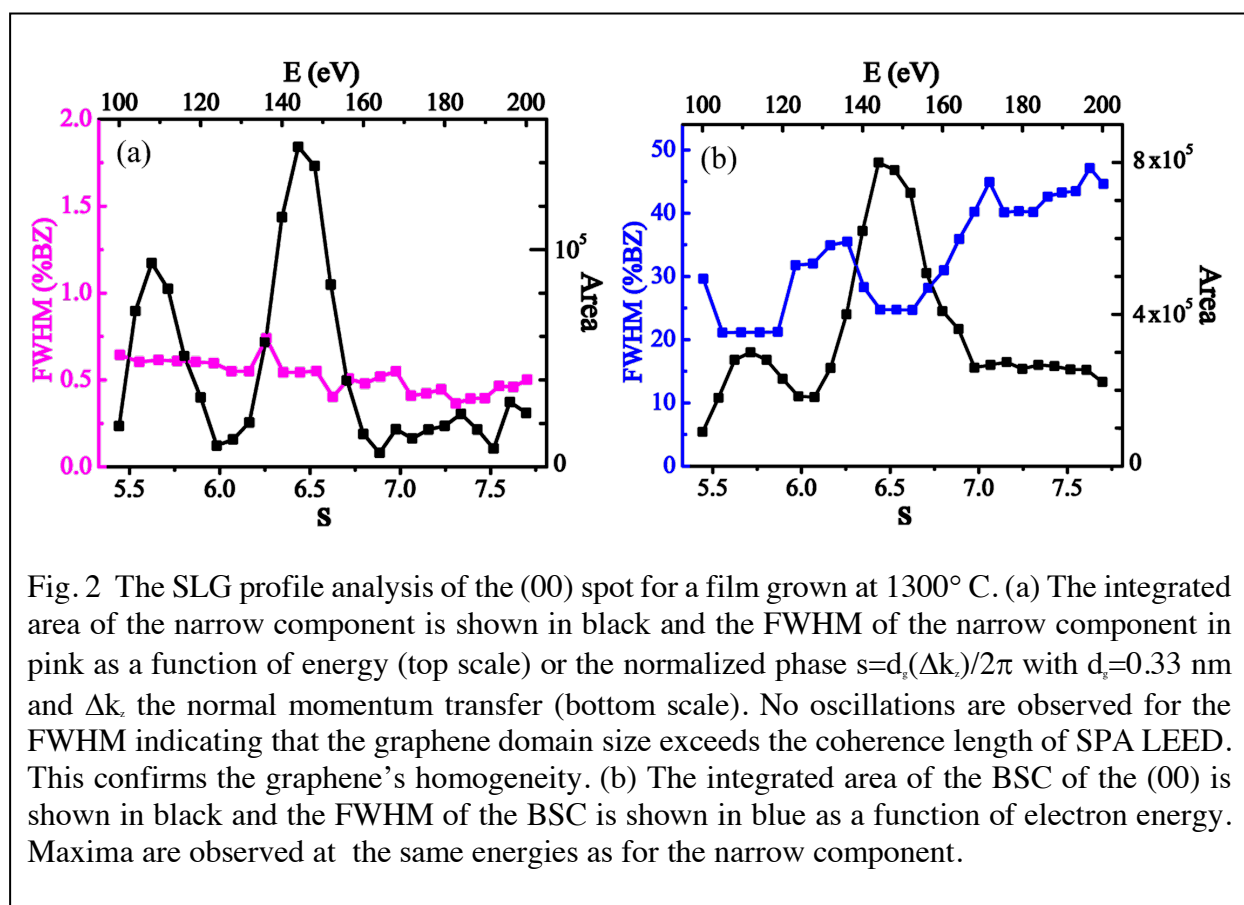 E (eV)
100 120 140 160 180 200
2.0
1.5
1.0
0.5
0.0
FWHM (%BZ)
(a)
10⁵
0
Area
5.5 6.0 6.5 7.0 7.5
S
E (eV)
100 120 140 160 180 200
50
40
30
20
10
0
FWHM (%BZ)
(b)
8x10⁵
4x10⁵
0
Area
5.5 6.0 6.5 7.0 7.5
S
Fig. 2 The SLG profile analysis of the (00) spot for a film grown at 1300° C. (a) The integrated
area of the narrow component is shown in black and the FWHM of the narrow component in
pink as a function of energy (top scale) or the normalized phase s=d₉(Δk_z)/2π with d₉=0.33 nm
and Δk_z the normal momentum transfer (bottom scale). No oscillations are observed for the
FWHM indicating that the graphene domain size exceeds the coherence length of SPA LEED.
This confirms the graphene’s homogeneity. (b) The integrated area of the BSC of the (00) is
shown in black and the FWHM of the BSC is shown in blue as a function of electron energy.
Maxima are observed at the same energies as for the narrow component.